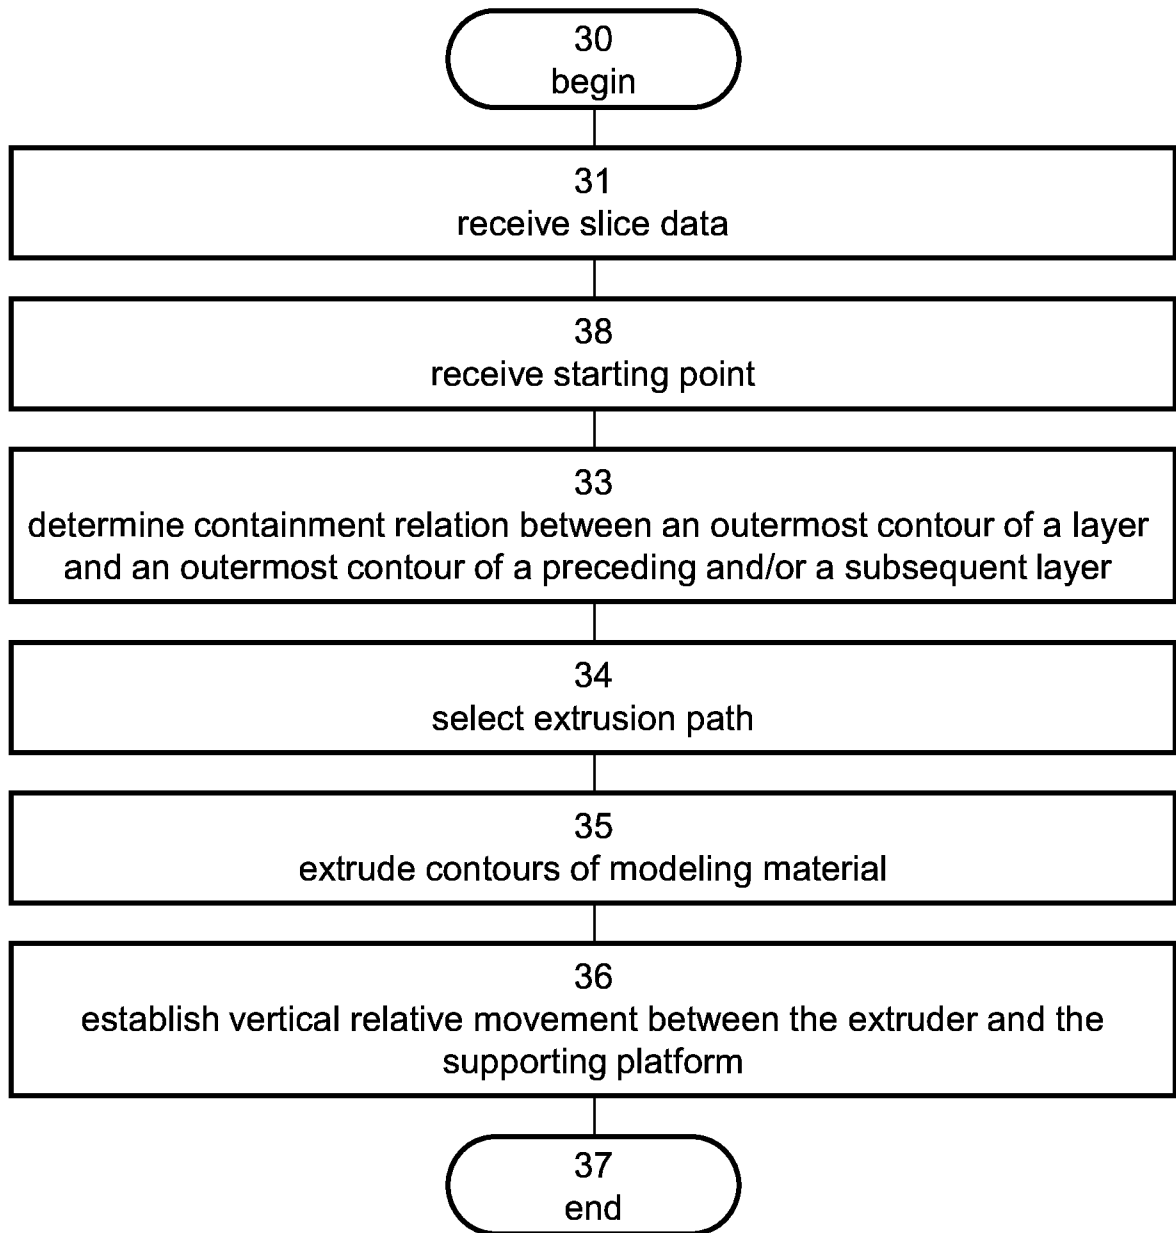 30
begin
31
receive slice data
38
receive starting point
33
determine containment relation between an outermost contour of a layer
and an outermost contour of a preceding and/or a subsequent layer
34
select extrusion path
35
extrude contours of modeling material
36
establish vertical relative movement between the extruder and the
supporting platform
37
end